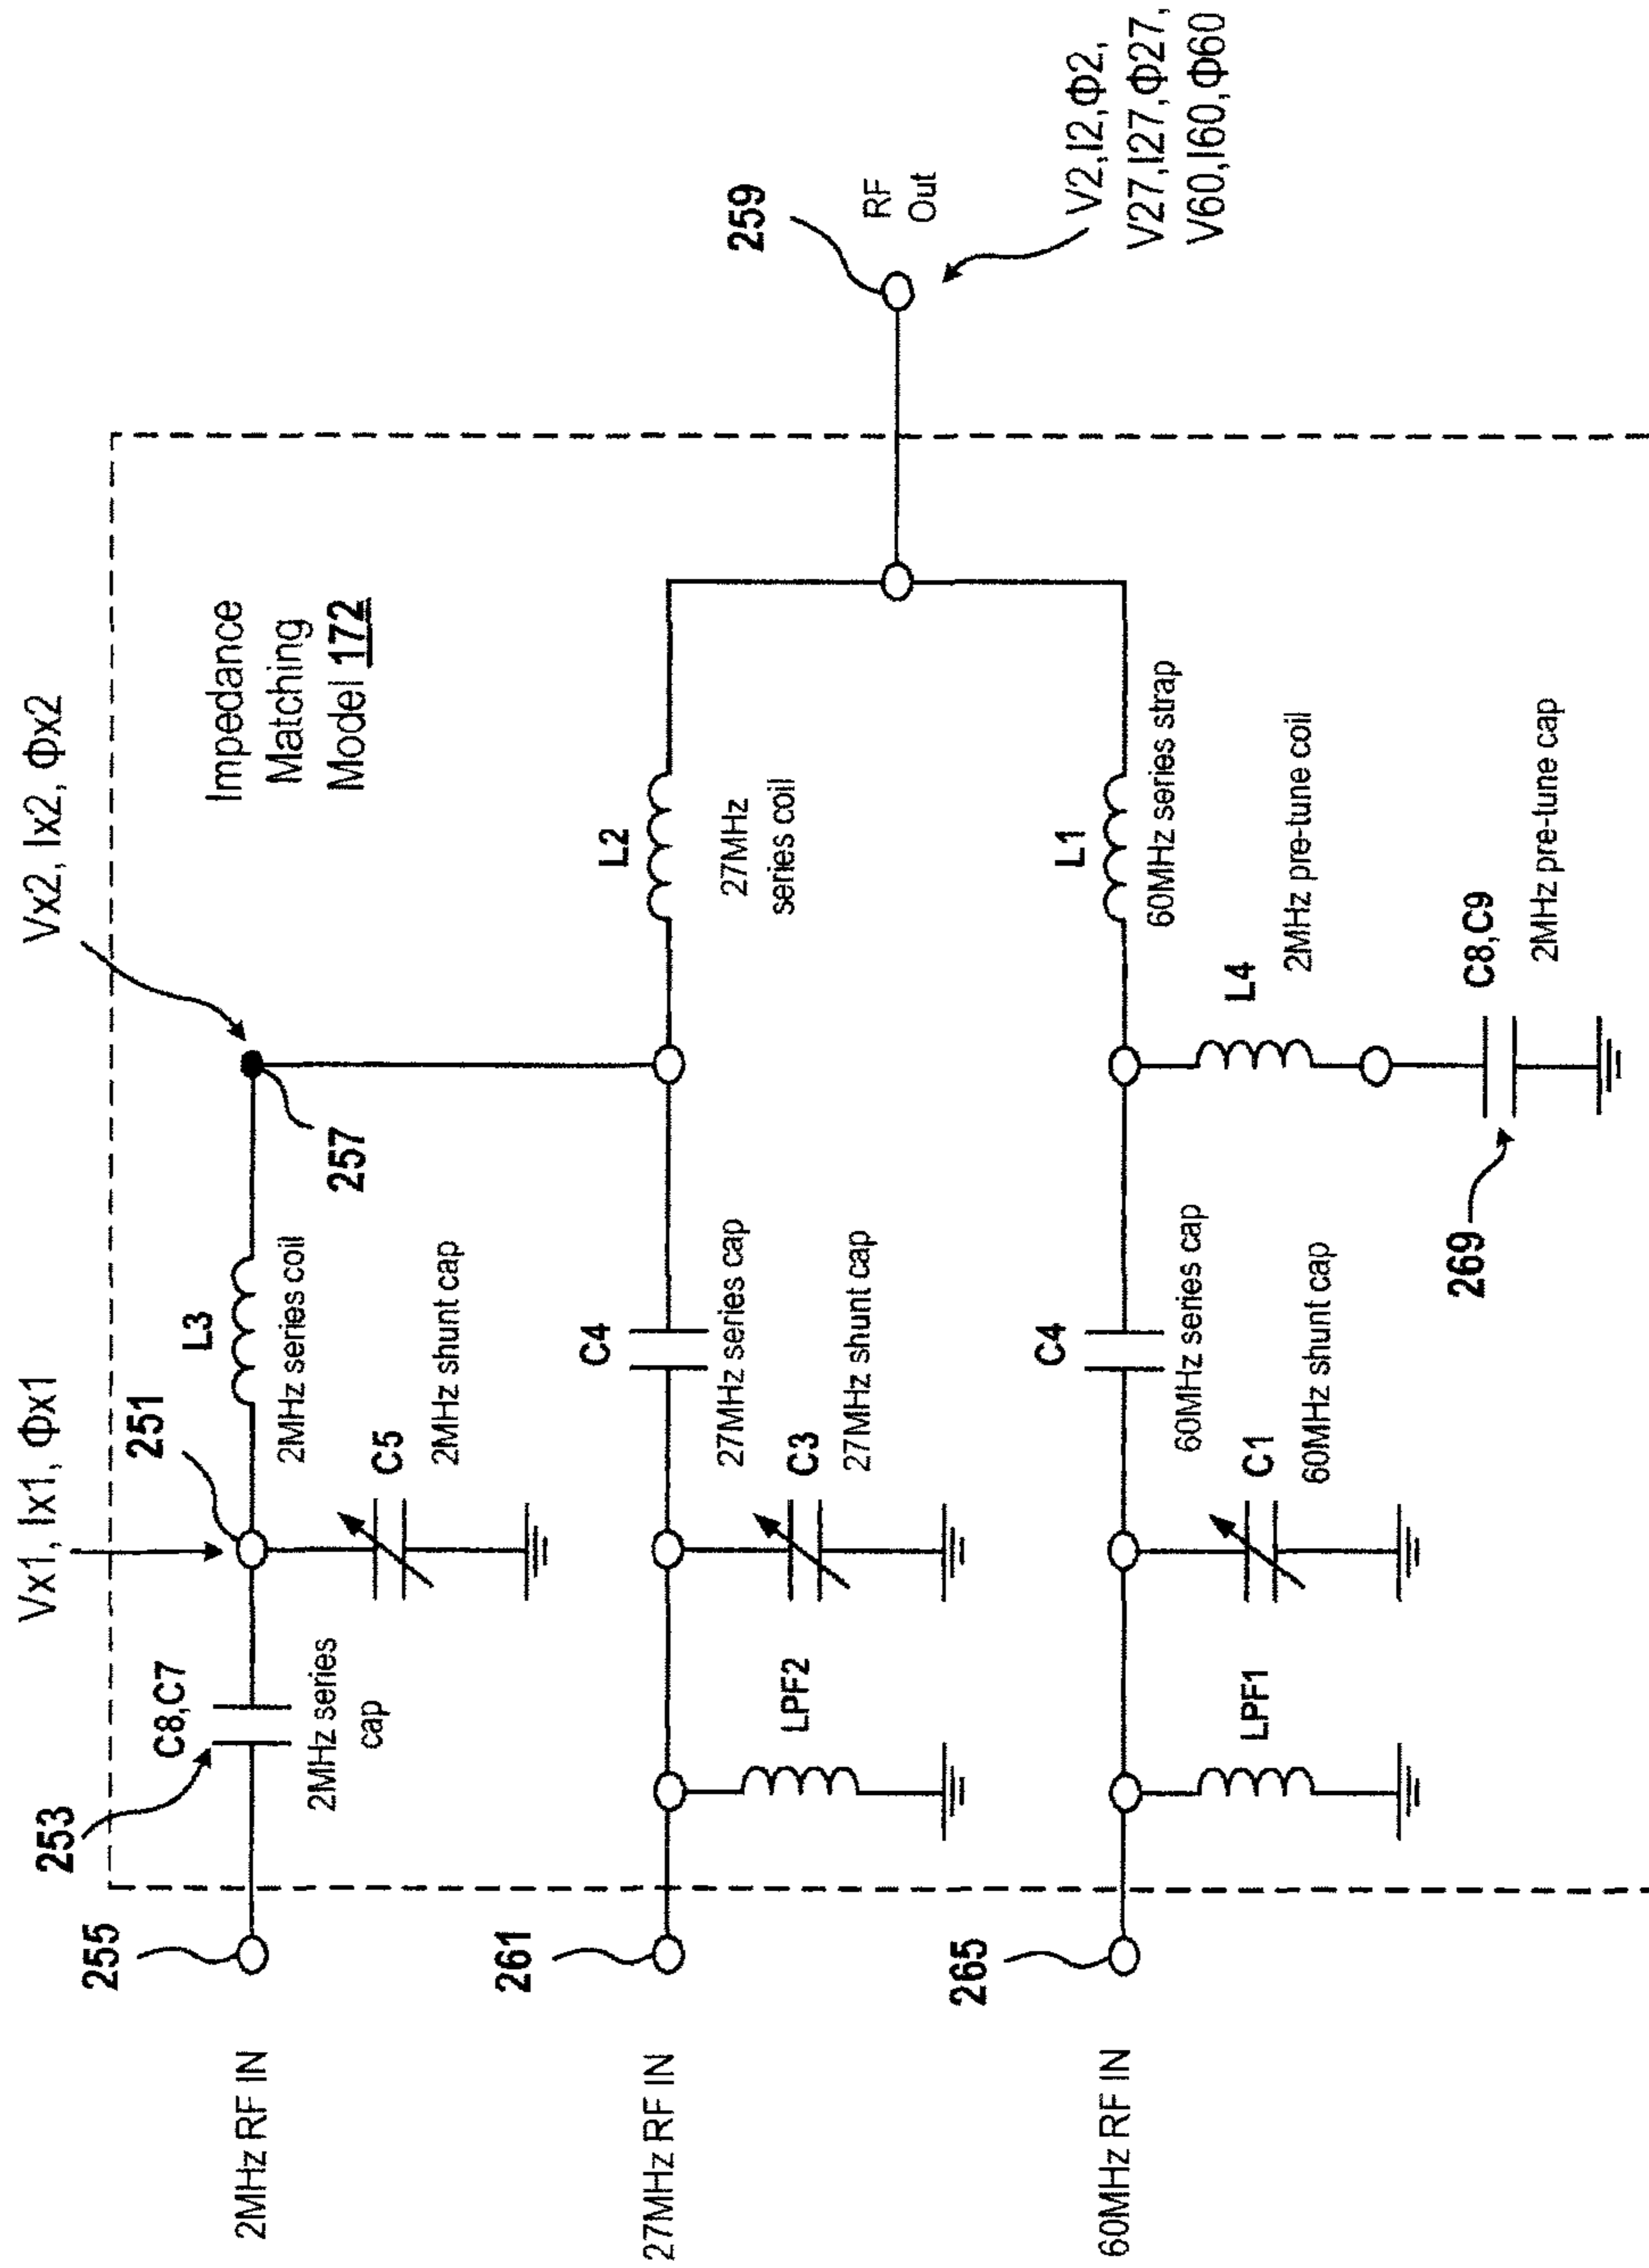 Vx1, Ix1, Φx1
Vx2, Ix2, Φx2
253
C8,C7
2MHz series
cap
251
L3
2MHz series coil
C5
2MHz shunt cap
257
Impedance
Matching
Model 172
255
2MHz RF IN
261
27MHz RF IN
LPF2
C3
27MHz shunt cap
C4
27MHz series cap
L2
27MHz
series coil
259
RF
Out
V2,I2,Φ2,
V27,I27,Φ27,
V60,I60,Φ60
265
60MHz RF IN
LPF1
C1
60MHz shunt cap
C4
60MHz series cap
L1
60MHz series strap
L4
2MHz pre-tune coil
269
C8,C9
2MHz pre-tune cap